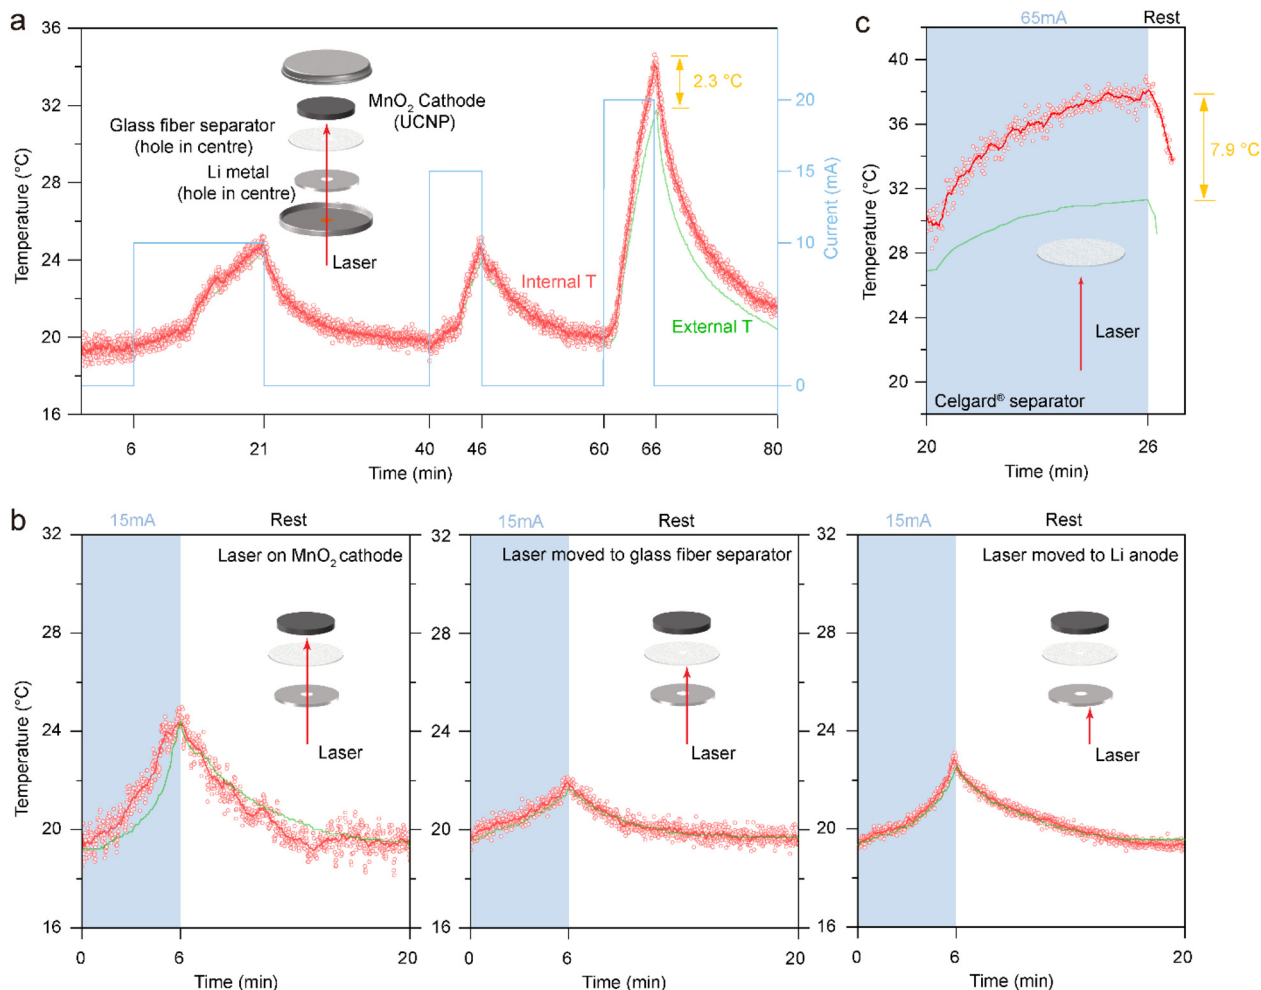 a
36
32
28
24
20
16
Temperature (°C)
MnO₂ Cathode
(UCNP)
Glass fiber separator
(hole in centre)
Li metal
(hole in centre)
Laser
2.3 °C
Internal T
External T
20
15
10
5
0
Current (mA)
6
21
40
46
60
66
80
Time (min)
c
65mA
Rest
40
36
32
28
24
20
Temperature (°C)
7.9 °C
Laser
Celgard® separator
20
26
Time (min)
b
15mA
Rest
32
28
24
20
16
Temperature (°C)
Laser on MnO₂ cathode
Laser
0
6
20
Time (min)
15mA
Rest
32
28
24
20
16
Laser moved to glass fiber separator
Laser
0
6
20
Time (min)
15mA
Rest
32
28
24
20
16
Laser moved to Li anode
Laser
0
6
20
Time (min)